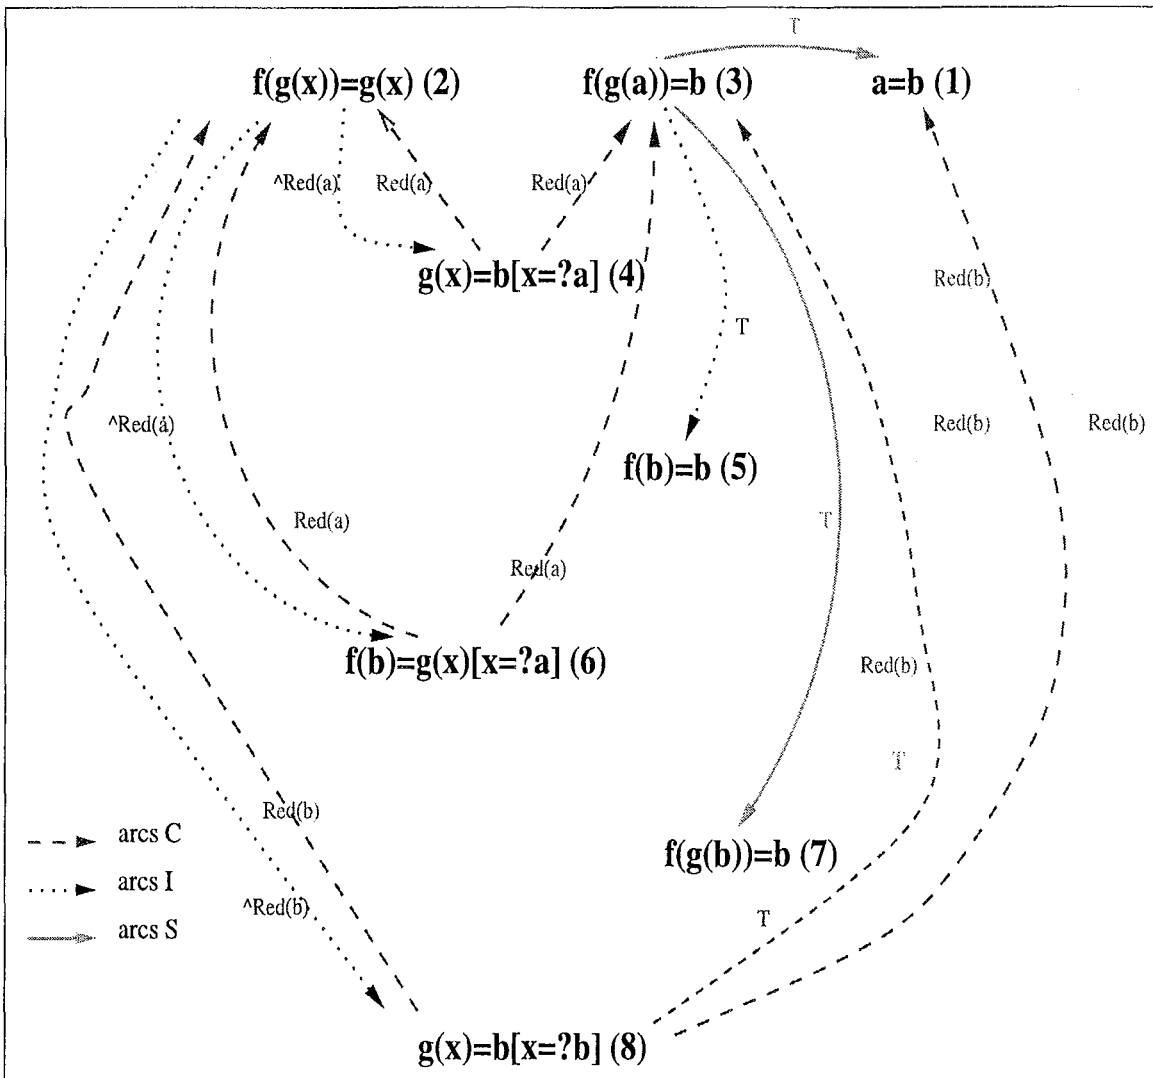 T
f(g(x))=g(x) (2)
f(g(a))=b (3)
a=b (1)
^Red(a)
Red(a)
Red(a)
g(x)=b[x=?a] (4)
Red(b)
T
^Red(a)
Red(b)
Red(b)
f(b)=b (5)
Red(a)
T
Red(a)
f(b)=g(x)[x=?a] (6)
Red(b)
T
Red(b)
arcs C
f(g(b))=b (7)
arcs I
^Red(b)
T
arcs S
g(x)=b[x=?b] (8)